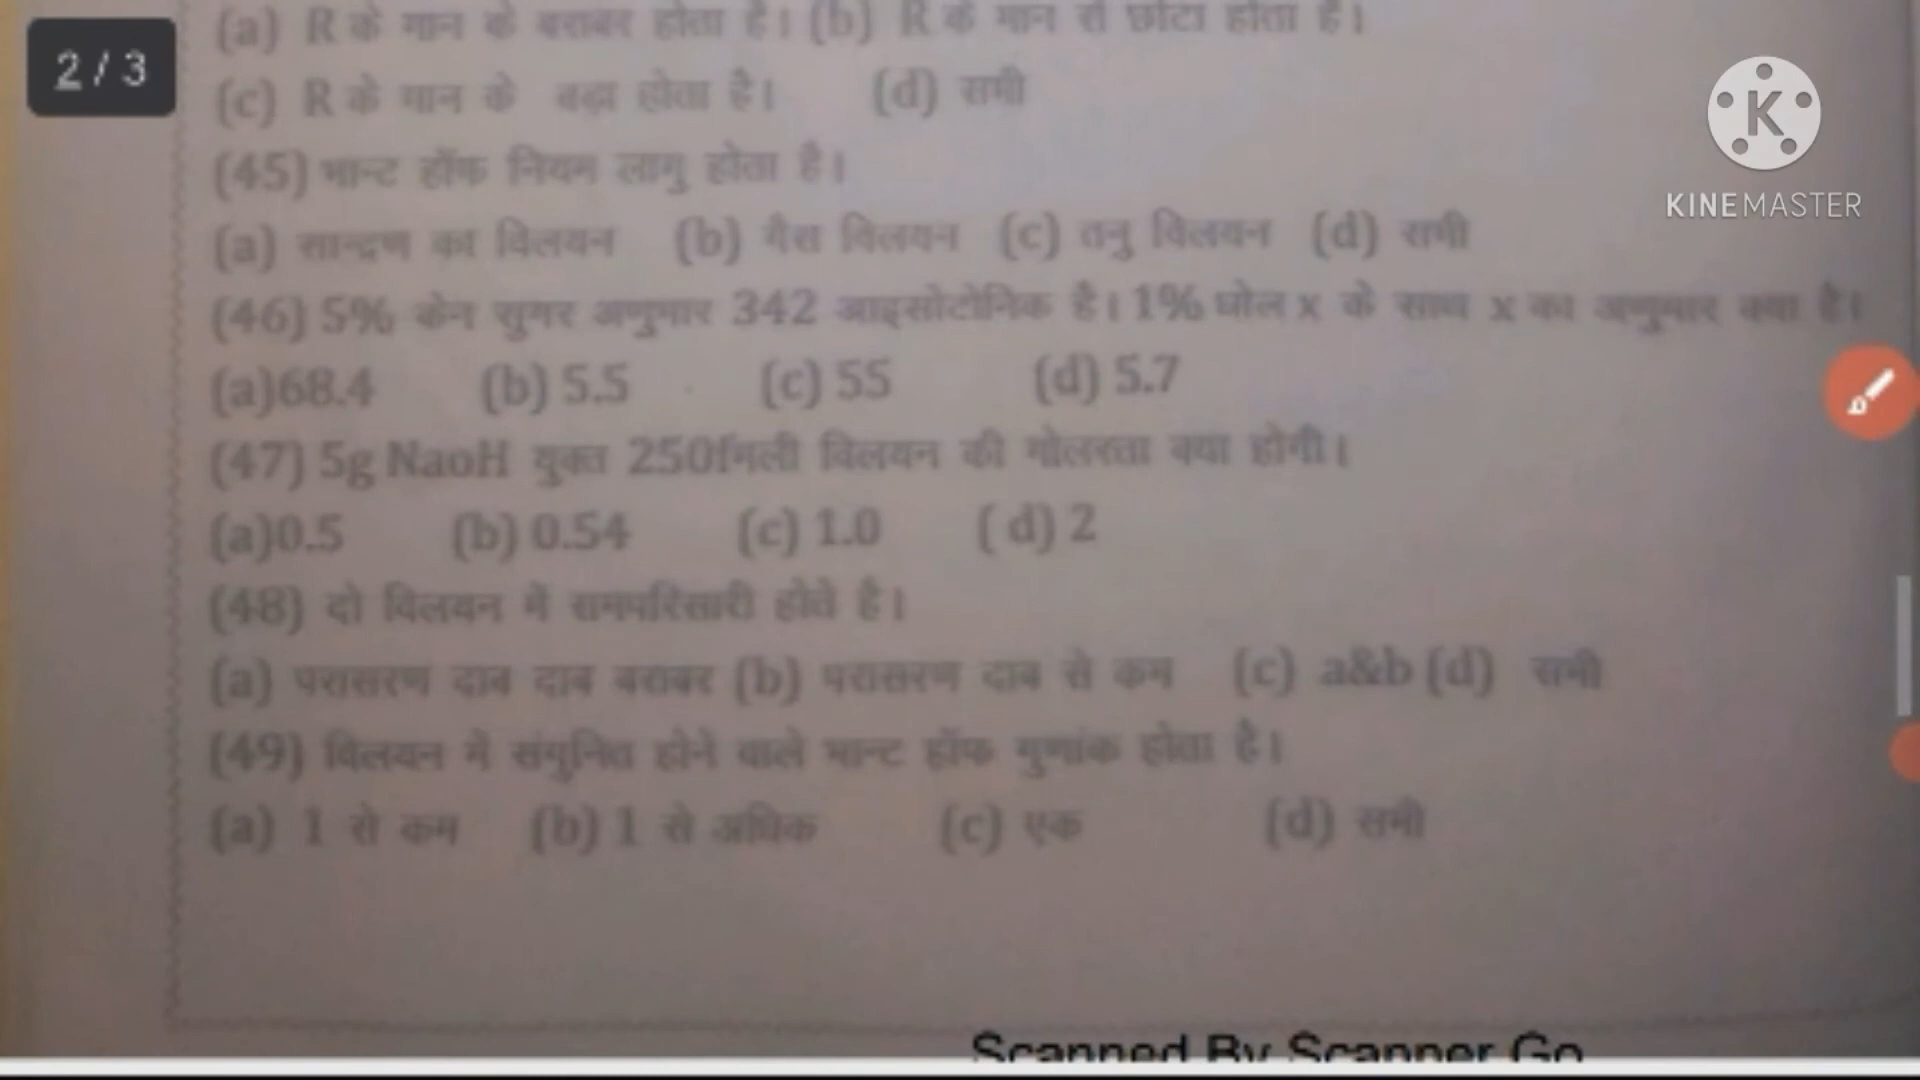 (a) R के मान के बराबर होता है। (b) R के मान से छोटा होता है।
2 / 3
(c) R के मान के बढ़ा होता है। (d) सभी
(45) भान्ट हॉफ नियम लागु होता है।
KINEMASTER
(a) सान्द्रण का विलयन (b) गैस विलयन (c) तनु विलयन (d) सभी
(46) 5% केन सुगर अणुभार 342 आइसोटोनिक है। 1% घोल x के साथ x का अणुभार क्या है।
(a)68.4 (b) 5.5 (c) 55 (d) 5.7
(47) 5g NaoH युक्त 250मिली विलयन की मोलरता क्या होगी।
(a)0.5 (b) 0.54 (c) 1.0 ( d) 2
(48) दो विलयन में समपरिसारी होते है।
(a) परासरण दाब दाब बराबर (b) परासरण दाब से कम (c) a&b (d) सभी
(49) विलयन में संगुनित होने वाले भान्ट हॉफ गुणांक होता है।
(a) 1 से कम (b) 1 से अधिक (c) एक (d) सभी
Scanned By Scanner Go